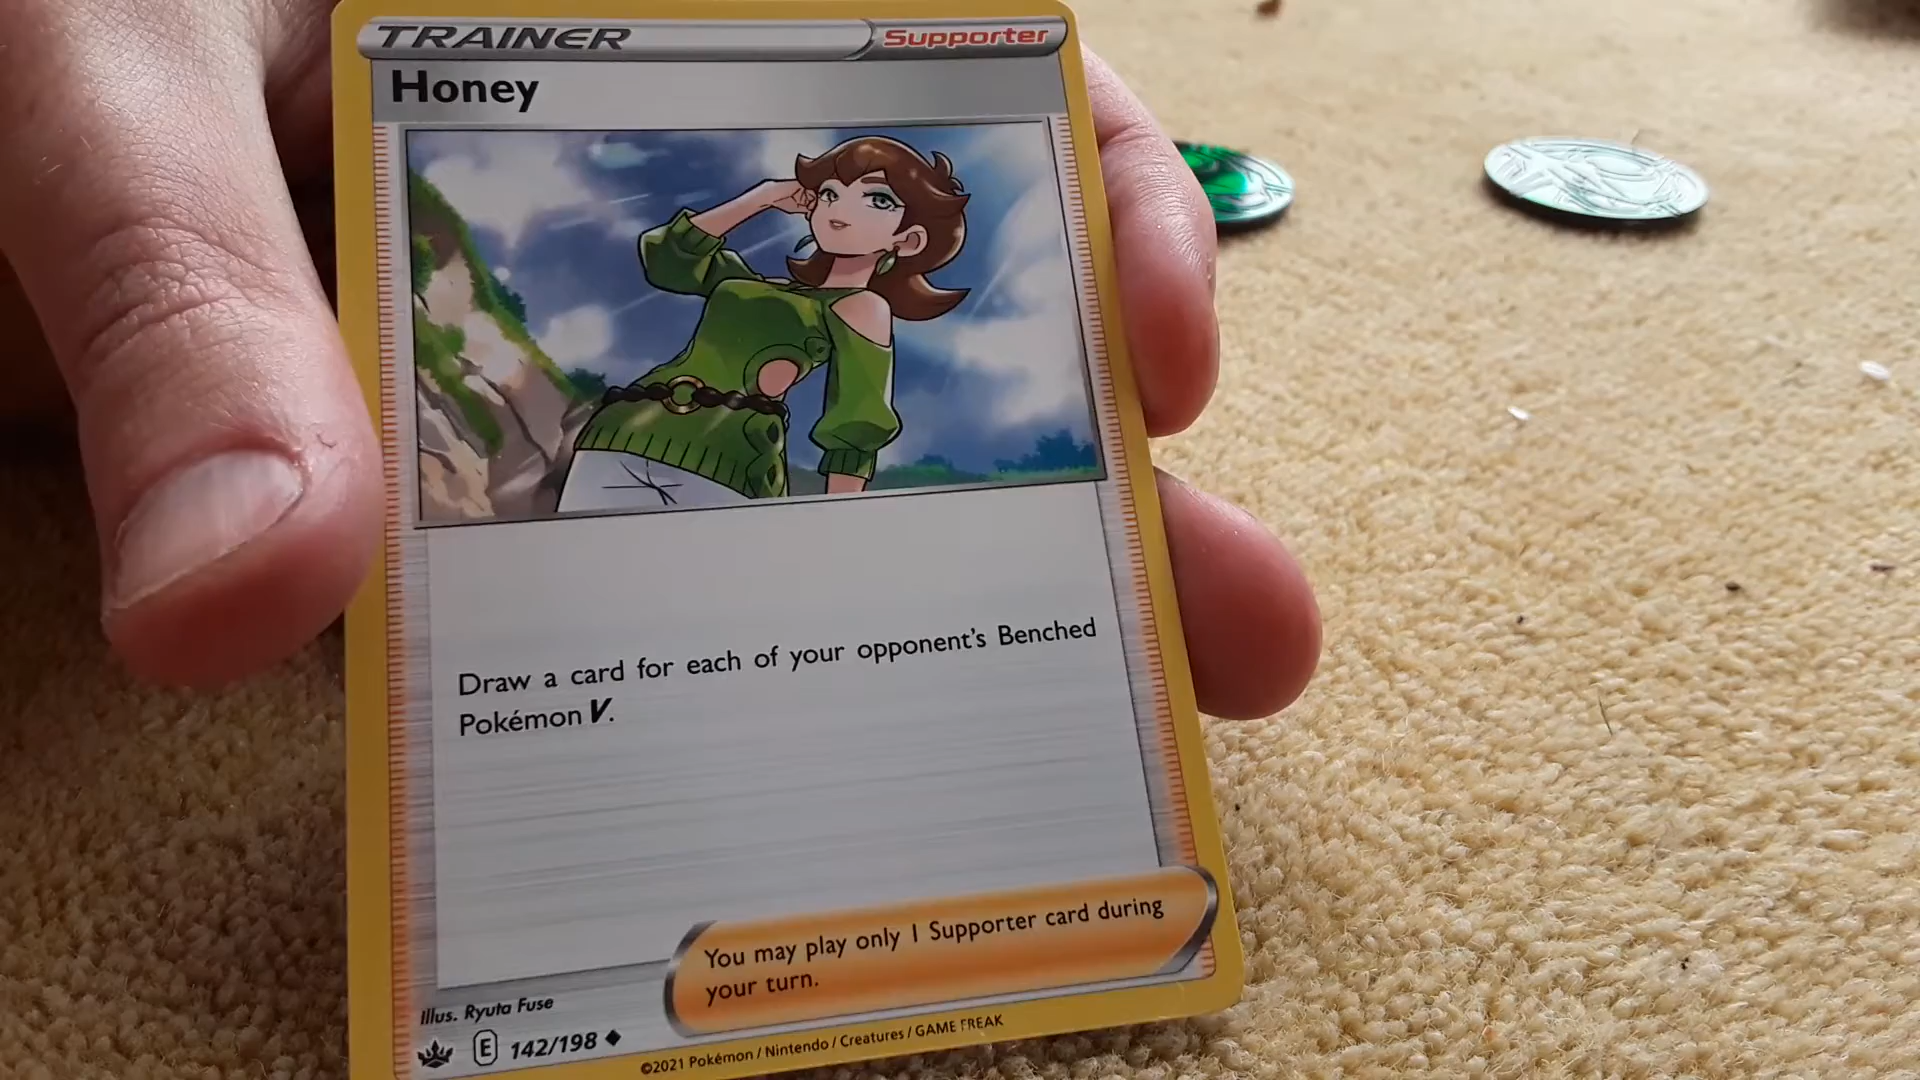 TRAINER Supporter
Honey
Draw a card for each of your opponent's Benched
Pokémon V.
You may play only 1 Supporter card during
your turn.
Illus. Ryuta Fuse
E 142/198
©2021 Pokémon / Nintendo / Creatures / GAME FREAK